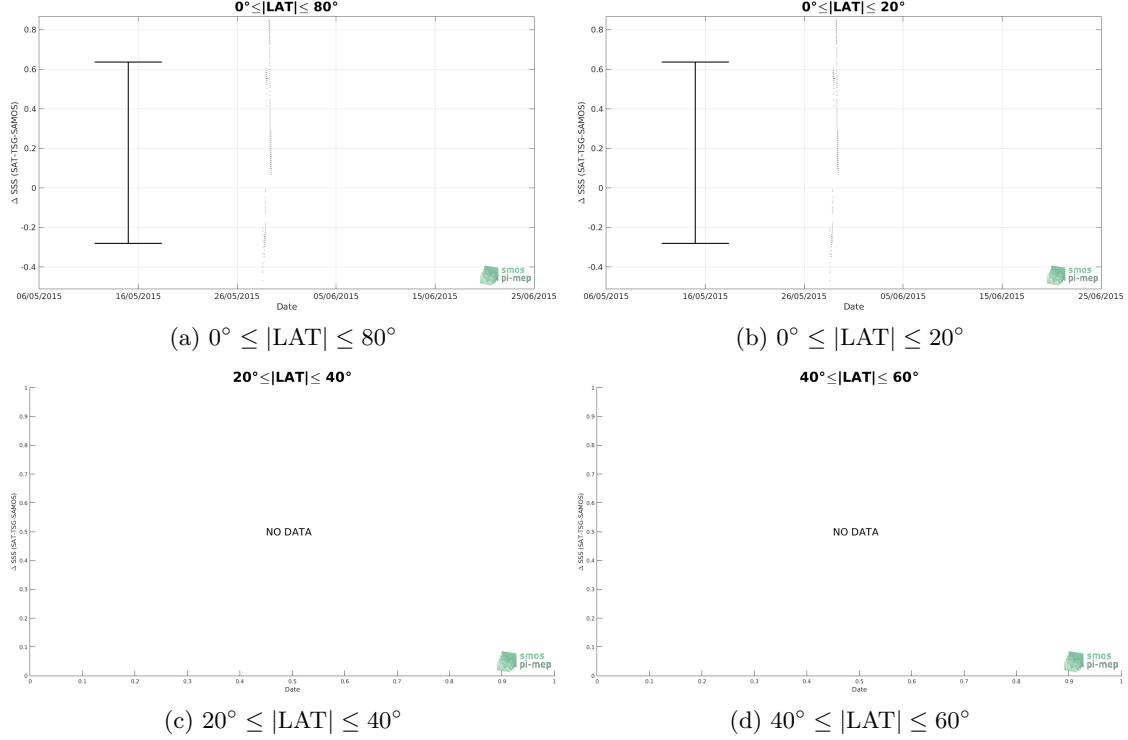 0°≤|LAT|≤ 80°
0.8
0.6
0.4
0.2
0
-0.2
-0.4
Δ SSS (SAT-TSG-SAMOS)
06/05/2015 16/05/2015 26/05/2015 05/06/2015 15/06/2015 25/06/2015
Date
smos
pi-mep
(a) 0° ≤ |LAT| ≤ 80°
0°≤|LAT|≤ 20°
0.8
0.6
0.4
0.2
0
-0.2
-0.4
Δ SSS (SAT-TSG-SAMOS)
06/05/2015 16/05/2015 26/05/2015 05/06/2015 15/06/2015 25/06/2015
Date
smos
pi-mep
(b) 0° ≤ |LAT| ≤ 20°
20°≤|LAT|≤ 40°
1
0.9
0.8
0.7
0.6
0.5
0.4
0.3
0.2
0.1
0
Δ SSS (SAT-TSG-SAMOS)
NO DATA
0 0.1 0.2 0.3 0.4 0.5 0.6 0.7 0.8 0.9 1
Date
smos
pi-mep
(c) 20° ≤ |LAT| ≤ 40°
40°≤|LAT|≤ 60°
1
0.9
0.8
0.7
0.6
0.5
0.4
0.3
0.2
0.1
0
Δ SSS (SAT-TSG-SAMOS)
NO DATA
0 0.1 0.2 0.3 0.4 0.5 0.6 0.7 0.8 0.9 1
Date
smos
pi-mep
(d) 40° ≤ |LAT| ≤ 60°